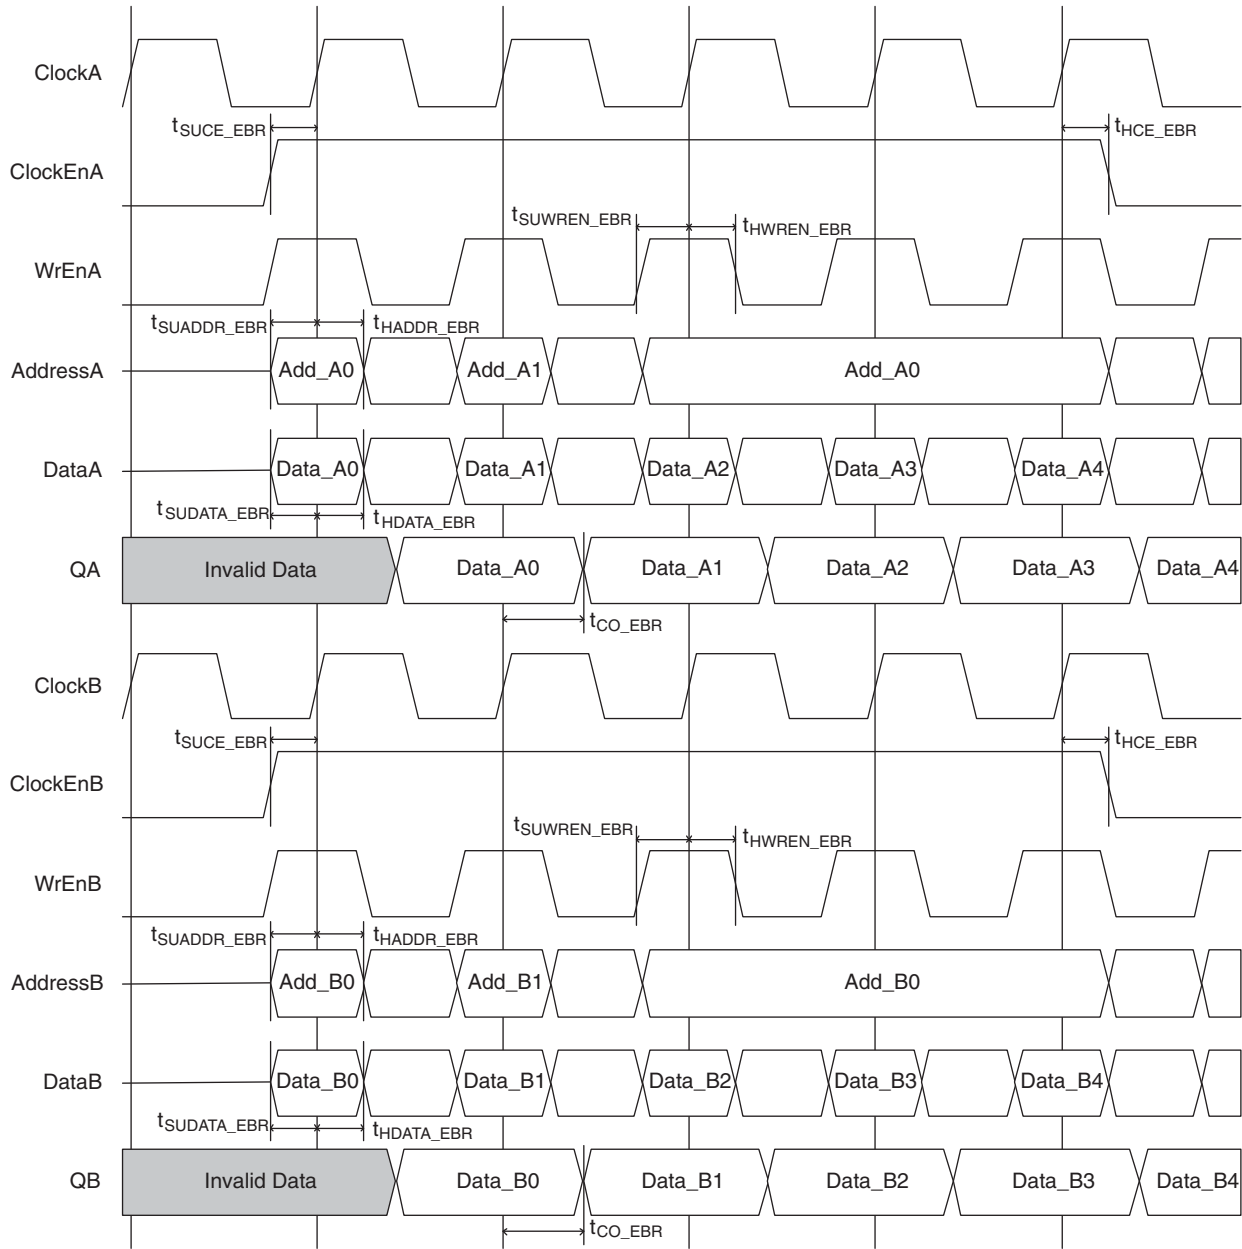 ClockA
tSUCE_EBR tHCE_EBR
ClockEnA
tSUWREN_EBR tHWREN_EBR
WrEnA
tSUADDR_EBR tHADDR_EBR
AddressA Add_A0 Add_A1 Add_A0
DataA Data_A0 Data_A1 Data_A2 Data_A3 Data_A4
tSUDATA_EBR tHDATA_EBR
QA Invalid Data Data_A0 Data_A1 Data_A2 Data_A3 Data_A4
tCO_EBR
ClockB
tSUCE_EBR tHCE_EBR
ClockEnB
tSUWREN_EBR tHWREN_EBR
WrEnB
tSUADDR_EBR tHADDR_EBR
AddressB Add_B0 Add_B1 Add_B0
DataB Data_B0 Data_B1 Data_B2 Data_B3 Data_B4
tSUDATA_EBR tHDATA_EBR
QB Invalid Data Data_B0 Data_B1 Data_B2 Data_B3 Data_B4
tCO_EBR